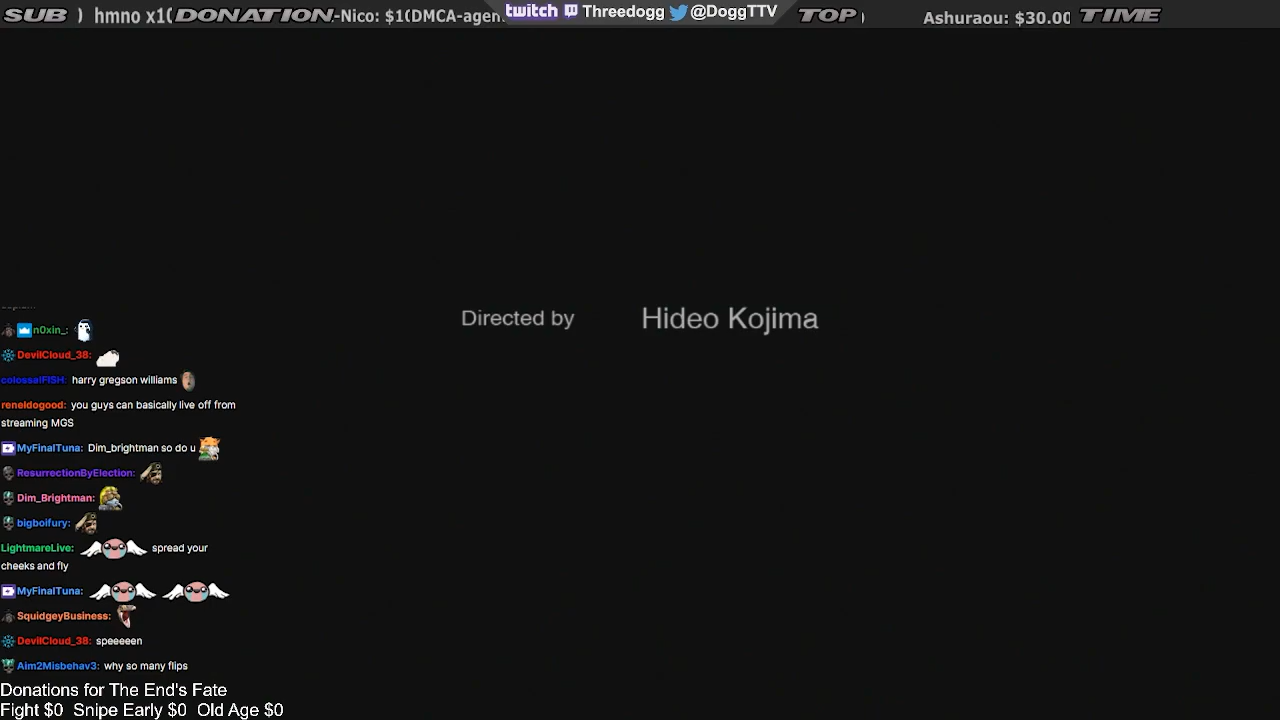 SUB ) hmno x1( DONATION -Nico: $1(DMCA-agen twitch Threedogg @DoggTTV TOP ) Ashuraou: $30.00 TIME
Directed by Hideo Kojima
n0xin_:
DevilCloud_38:
colossalFISH: harry gregson williams
reneldogood: you guys can basically live off from
streaming MGS
MyFinalTuna: Dim_brightman so do u
ResurrectionByElection:
Dim_Brightman:
bigboifury:
LightmareLive: spread your
cheeks and fly
MyFinalTuna:
SquidgeyBusiness:
DevilCloud_38: speeeeen
Aim2Misbehav3: why so many flips
Donations for The End's Fate
Fight $0 Snipe Early $0 Old Age $0